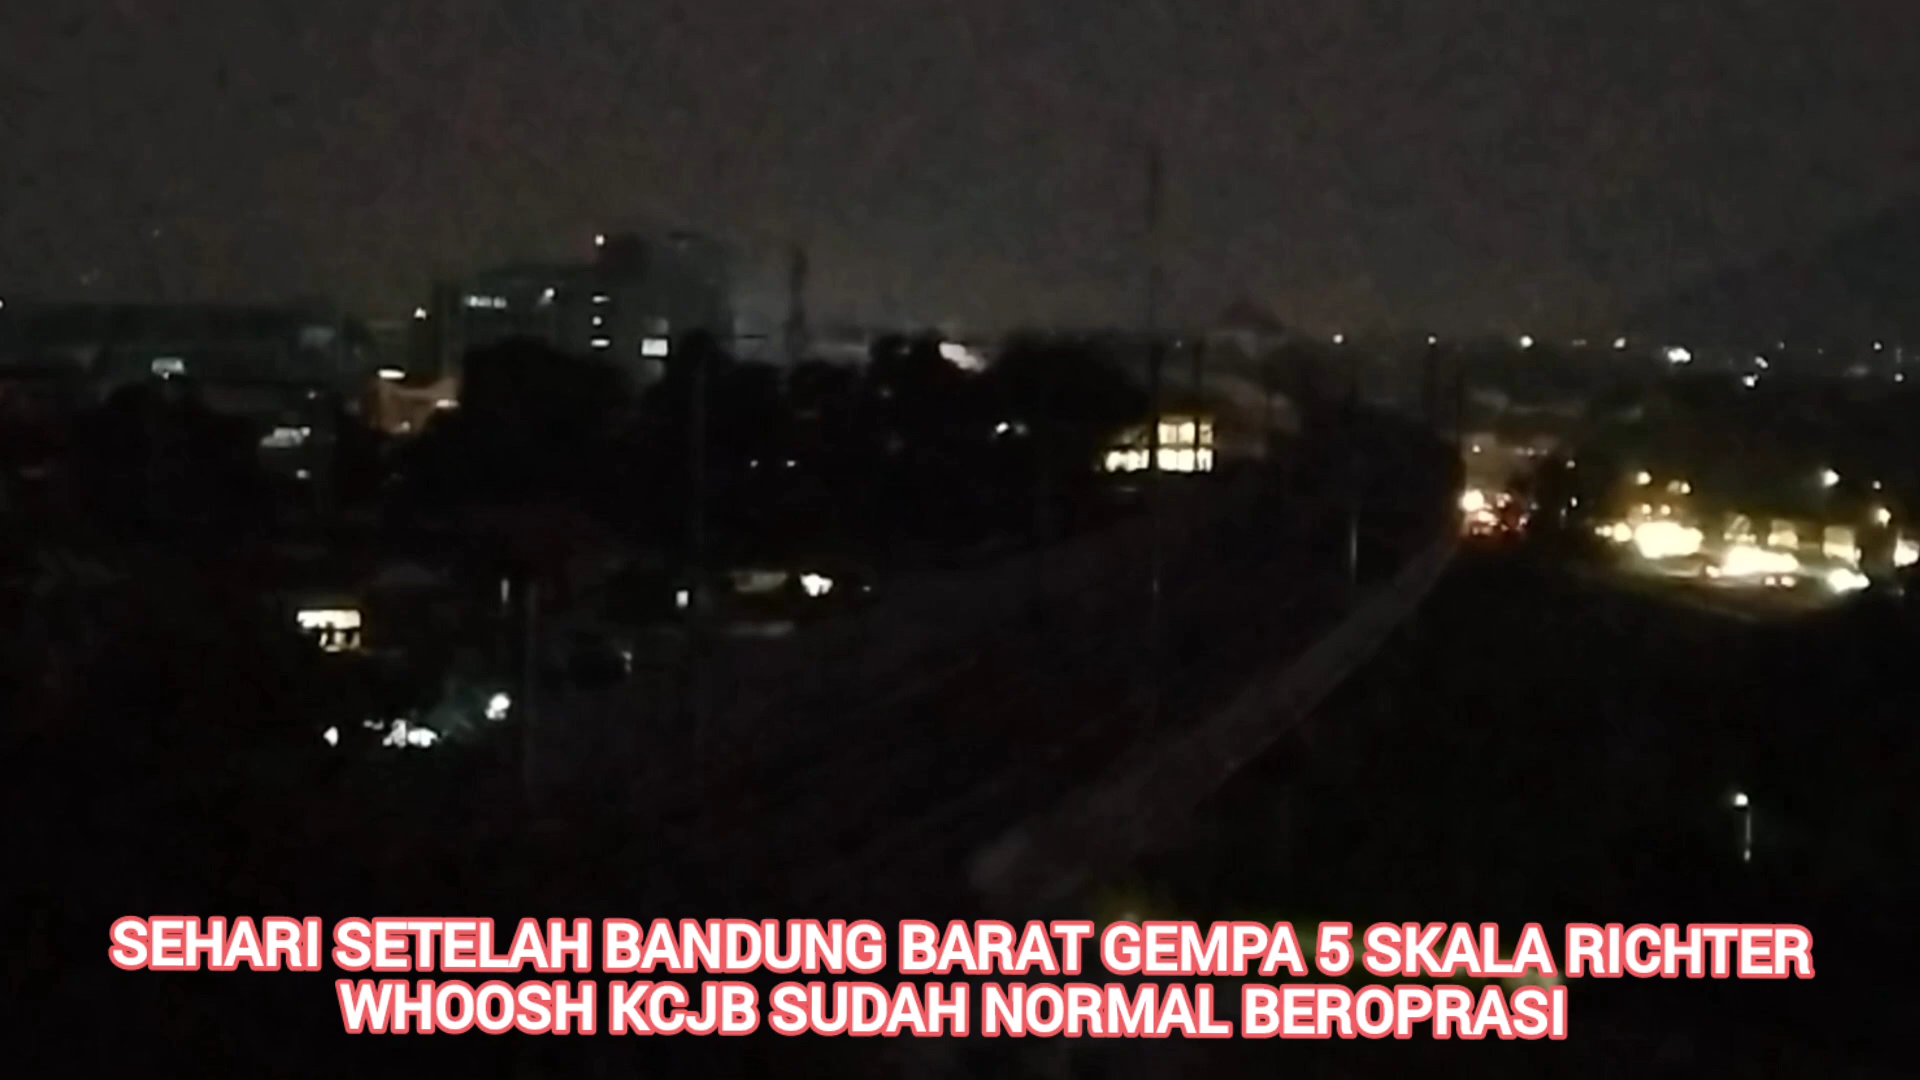 SEHARI SETELAH BANDUNG BARAT GEMPA 5 SKALA RICHTER
WHOOSH KCJB SUDAH NORMAL BEROPRASI